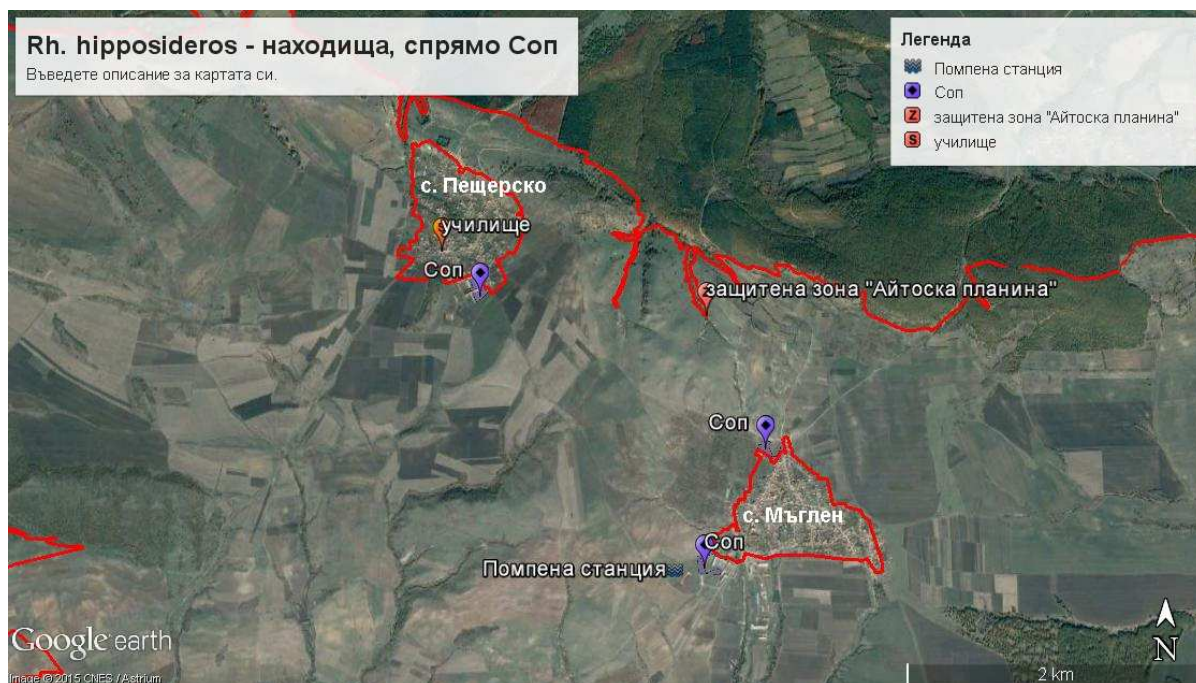 Rh. hipposideros - находища, спрямо Соп
Въведете описание за картата си.
Легенда
Помпена станция
Соп
Z защитена зона "Айтоска планина"
S училище
с. Пещерско
училище
Соп
защитена зона "Айтоска планина"
Соп
с. Мъглен
Соп
Помпена станция
Google earth
Image © 2015 CNES / Astrium
N
2 km